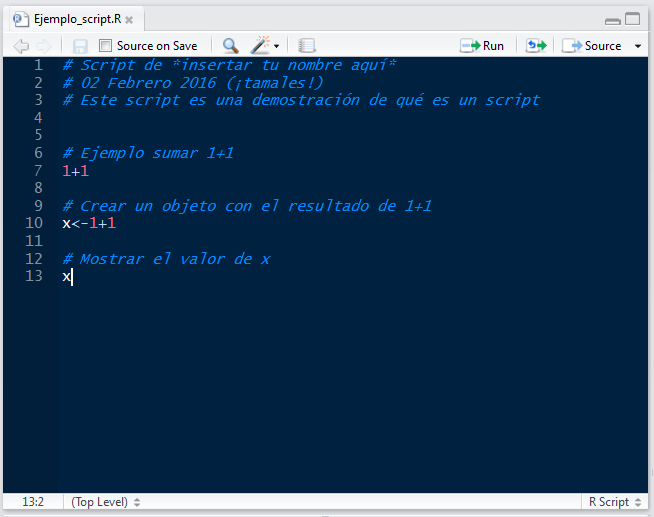 Ejemplo_script.R
Source on Save
Run
Source
1 # Script de *insertar tu nombre aquí*
2 # 02 Febrero 2016 (¡tamales!)
3 # Este script es una demostración de qué es un script
4
5
6 # Ejemplo sumar 1+1
7 1+1
8
9 # Crear un objeto con el resultado de 1+1
10 x<-1+1
11
12 # Mostrar el valor de x
13 x
13:2
(Top Level)
R Script